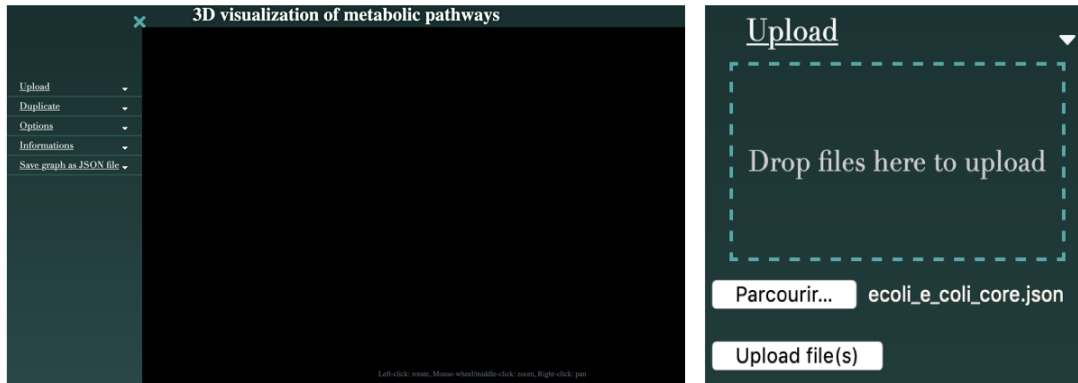 3D visualization of metabolic pathways
Upload
Duplicate
Options
Informations
Save graph as JSON file
Left-click: rotate, Mouse-wheel/middle-click: zoom, Right-click: pan
Upload
Drop files here to upload
Parcourir... ecoli_e_coli_core.json
Upload file(s)